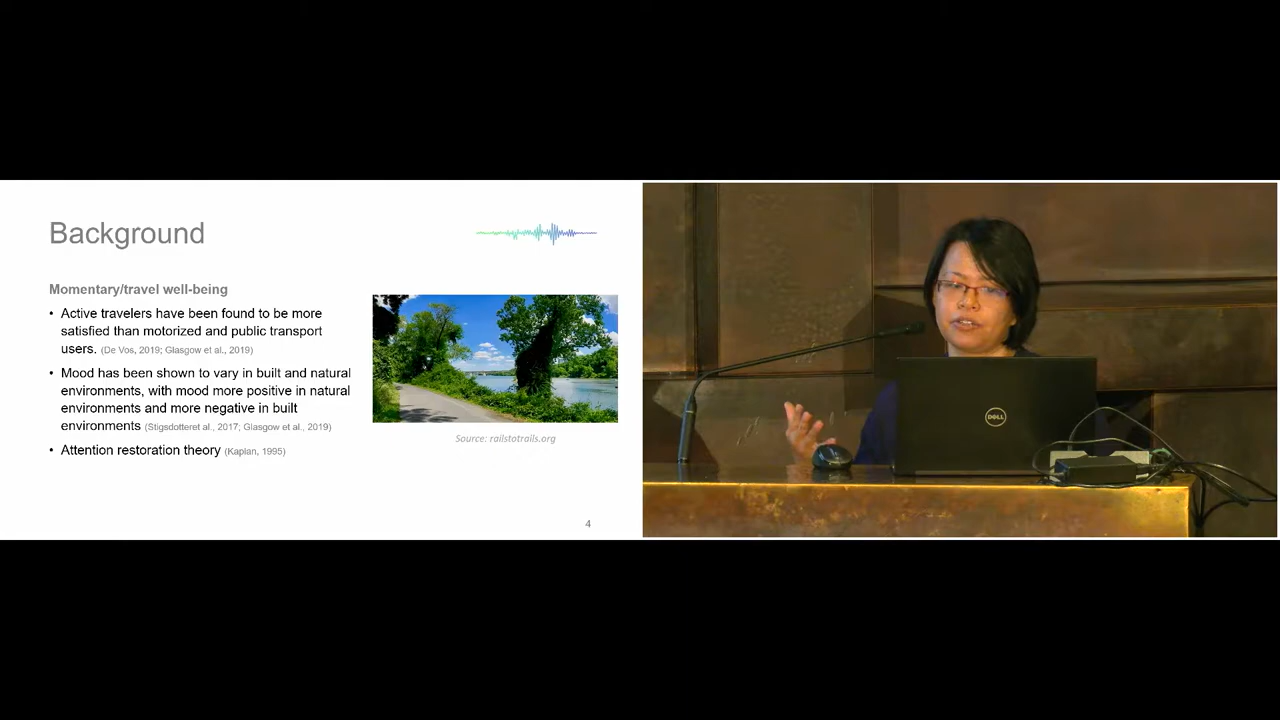 Background
Momentary/travel well-being
• Active travelers have been found to be more
satisfied than motorized and public transport
users. (De Vos, 2019; Glasgow et al., 2019)
• Mood has been shown to vary in built and natural
environments, with mood more positive in natural
environments and more negative in built
environments (Stigsdotteret al., 2017; Glasgow et al., 2019)
• Attention restoration theory (Kaplan, 1995)
Source: railstotrails.org
4
DELL